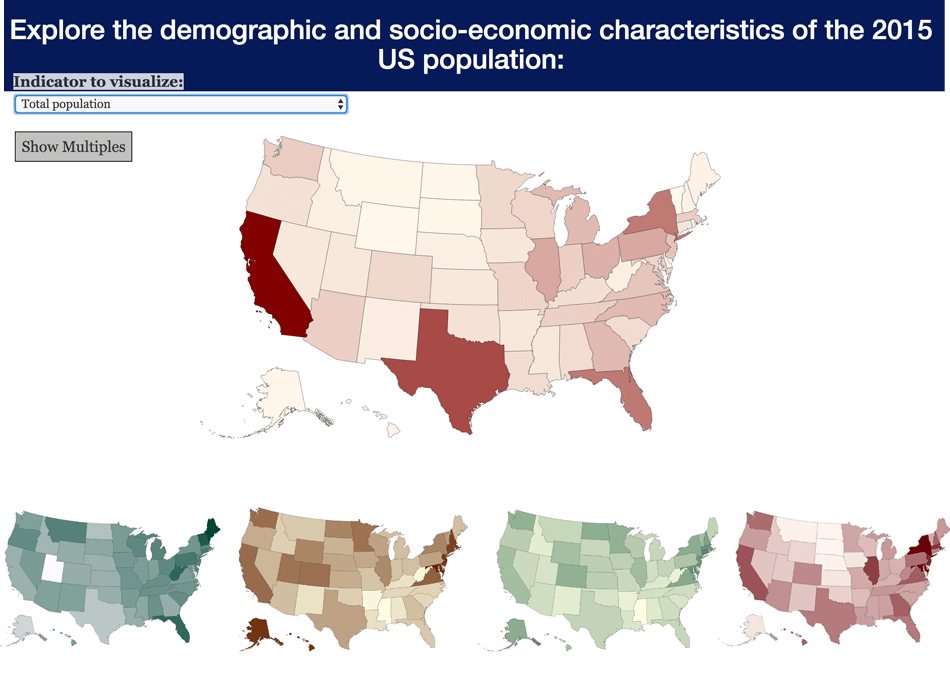 Explore the demographic and socio-economic characteristics of the 2015
US population:
Indicator to visualize:
Total population
Show Multiples